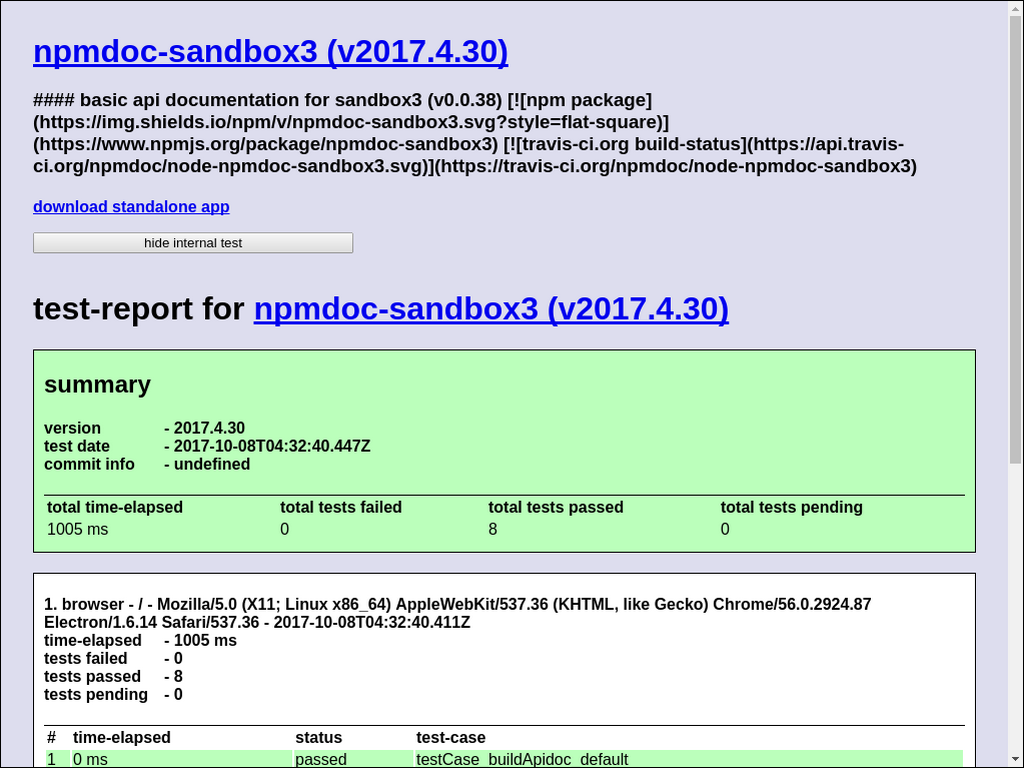 npmdoc-sandbox3 (v2017.4.30)
#### basic api documentation for sandbox3 (v0.0.38) [![npm package]
(https://img.shields.io/npm/v/npmdoc-sandbox3.svg?style=flat-square)]
(https://www.npmjs.org/package/npmdoc-sandbox3) [![travis-ci.org build-status](https://api.travis-
ci.org/npmdoc/node-npmdoc-sandbox3.svg)](https://travis-ci.org/npmdoc/node-npmdoc-sandbox3)
download standalone app
hide internal test
test-report for npmdoc-sandbox3 (v2017.4.30)
summary
version - 2017.4.30
test date - 2017-10-08T04:32:40.447Z
commit info - undefined
total time-elapsed total tests failed total tests passed total tests pending
1005 ms 0 8 0
1. browser - / - Mozilla/5.0 (X11; Linux x86_64) AppleWebKit/537.36 (KHTML, like Gecko) Chrome/56.0.2924.87
Electron/1.6.14 Safari/537.36 - 2017-10-08T04:32:40.411Z
time-elapsed - 1005 ms
tests failed - 0
tests passed - 8
tests pending - 0
# time-elapsed status test-case
1 0 ms passed testCase_buildApidoc_default